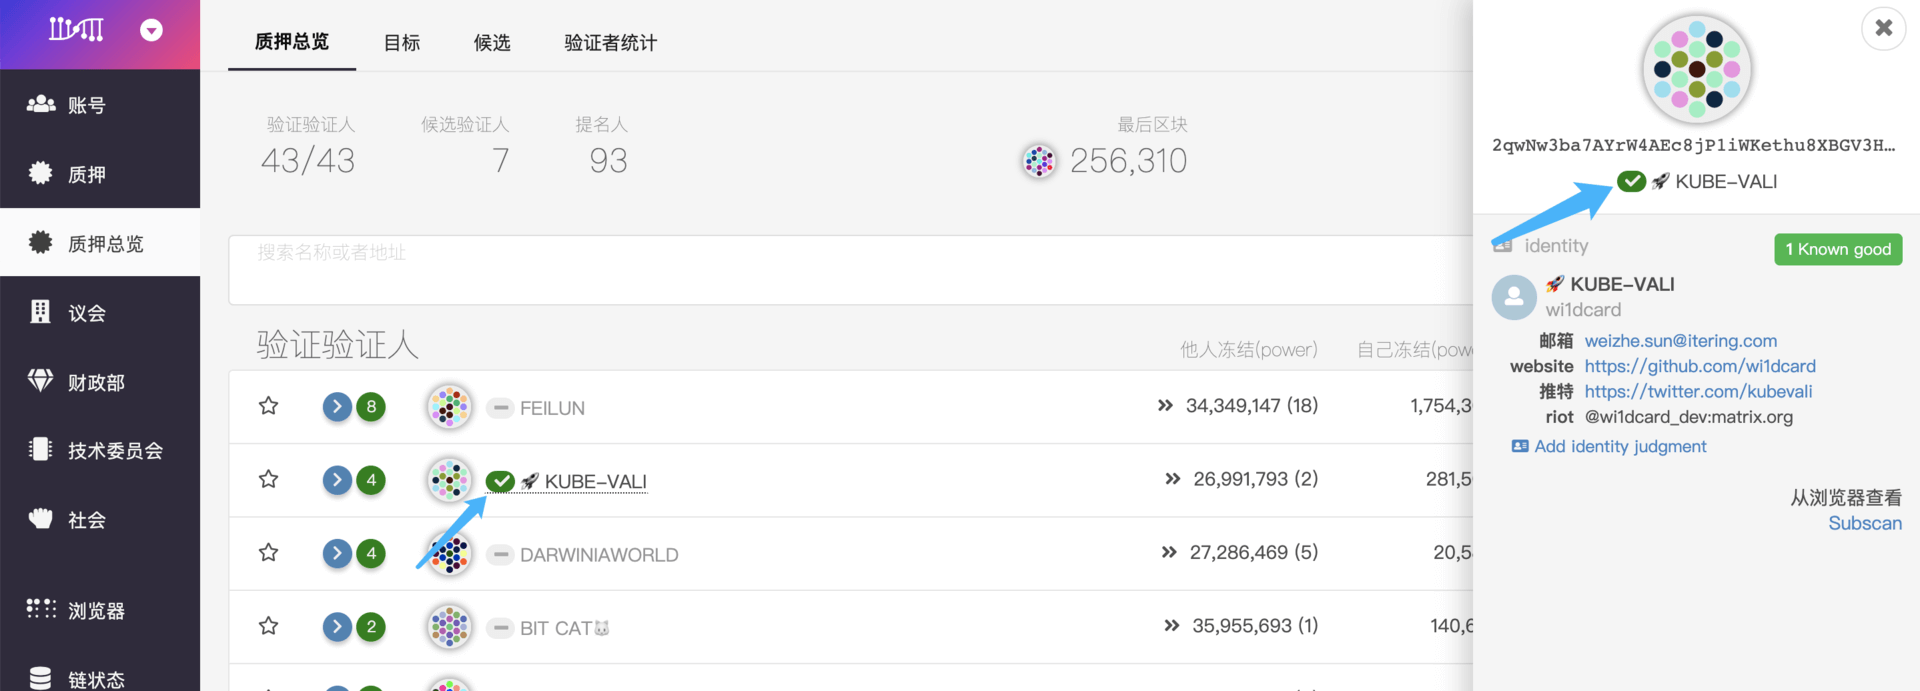 账号
质押
质押总览
议会
财政部
技术委员会
社会
浏览器
链状态
质押总览 目标 候选 验证者统计
验证验证人 候选验证人 提名人 最后区块
43/43 7 93 256,310
搜索名称或者地址
验证验证人 他人冻结(power) 自己冻结(pow
8 FEILUN 34,349,147 (18) 1,754,3
4 🚀 KUBE-VALI 26,991,793 (2) 281,5
4 DARWINIAWORLD 27,286,469 (5) 20,5
2 BIT CAT🐱 35,955,693 (1) 140,6
2qwNw3ba7AYrW4AEc8jP1iWKethu8XBGV3H…
🚀 KUBE-VALI
identity 1 Known good
🚀 KUBE-VALI
wi1dcard
邮箱 weizhe.sun@itering.com
website https://github.com/wi1dcard
推特 https://twitter.com/kubevali
riot @wi1dcard_dev:matrix.org
Add identity judgment
从浏览器查看
Subscan